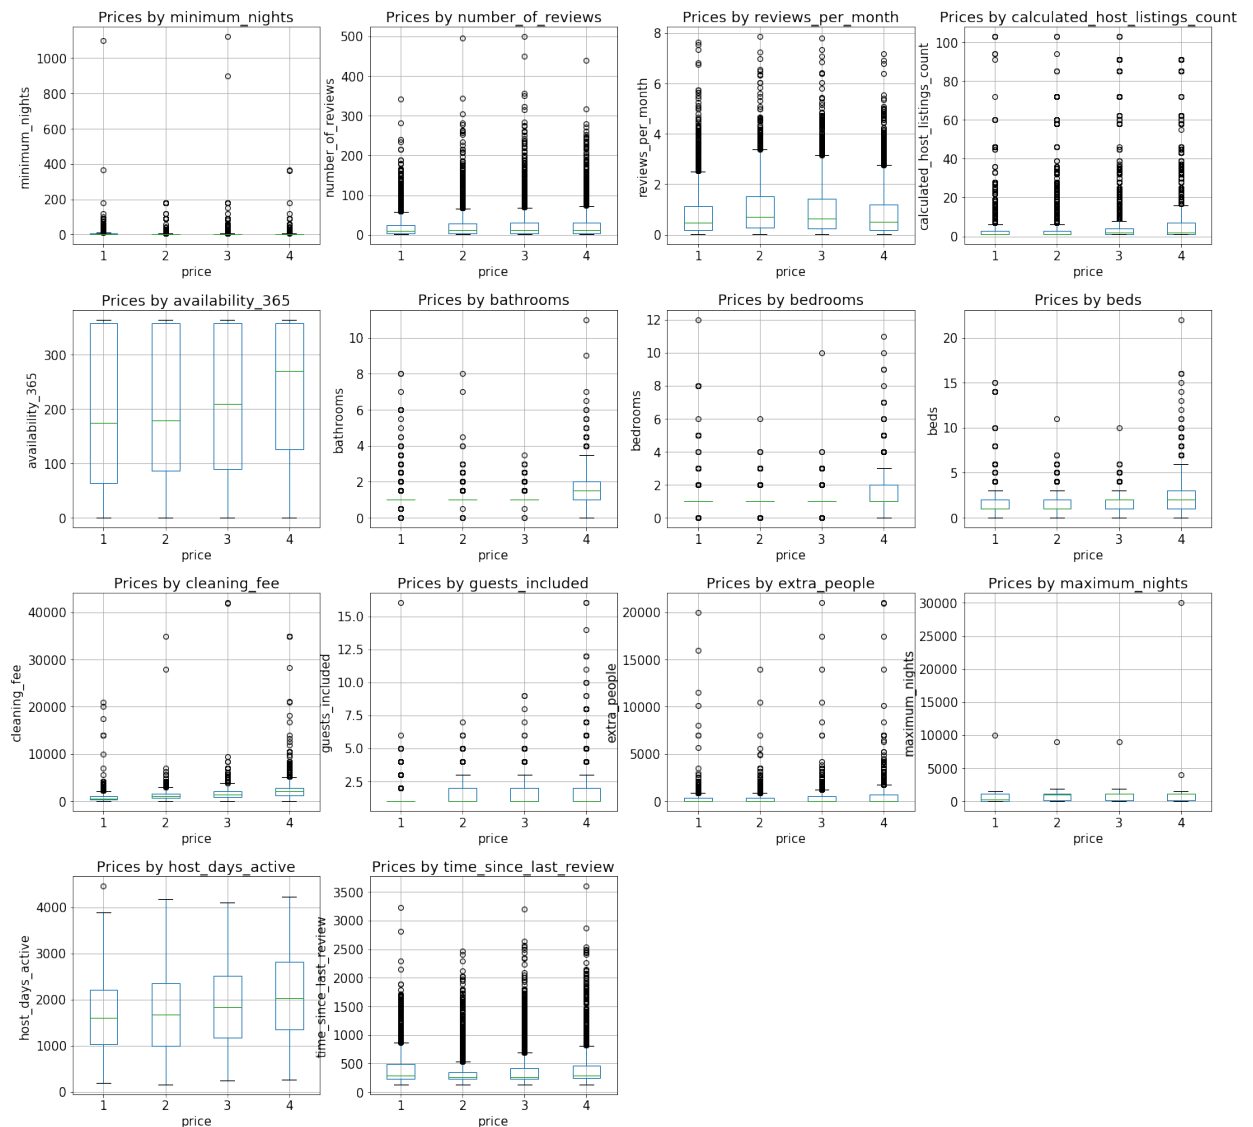 Prices by minimum_nights
minimum_nights
1000
800
600
400
200
0
1 2 3 4
price
Prices by number_of_reviews
number_of_reviews
500
400
300
200
100
0
1 2 3 4
price
Prices by reviews_per_month
reviews_per_month
8
6
4
2
0
1 2 3 4
price
Prices by calculated_host_listings_count
calculated_host_listings_count
100
80
60
40
20
0
1 2 3 4
price
Prices by availability_365
availability_365
300
200
100
0
1 2 3 4
price
Prices by bathrooms
bathrooms
10
8
6
4
2
0
1 2 3 4
price
Prices by bedrooms
bedrooms
12
10
8
6
4
2
0
1 2 3 4
price
Prices by beds
beds
20
15
10
5
0
1 2 3 4
price
Prices by cleaning_fee
cleaning_fee
40000
30000
20000
10000
0
1 2 3 4
price
Prices by guests_included
guests_included
15.0
12.5
10.0
7.5
5.0
2.5
1 2 3 4
price
Prices by extra_people
extra_people
20000
15000
10000
5000
0
1 2 3 4
price
Prices by maximum_nights
maximum_nights
30000
25000
20000
15000
10000
5000
0
1 2 3 4
price
Prices by host_days_active
host_days_active
4000
3000
2000
1000
0
1 2 3 4
price
Prices by time_since_last_review
time_since_last_review
3500
3000
2500
2000
1500
1000
500
0
1 2 3 4
price